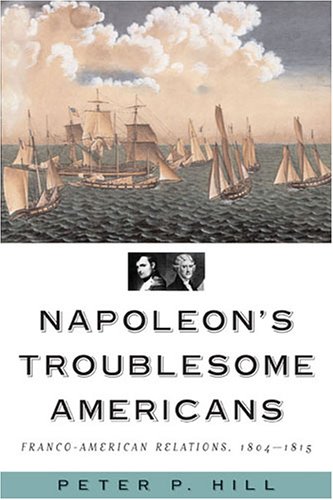 NAPOLEON'S
TROUBLESOME
AMERICANS
FRANCO-AMERICAN RELATIONS, 1804–1815
PETER P. HILL